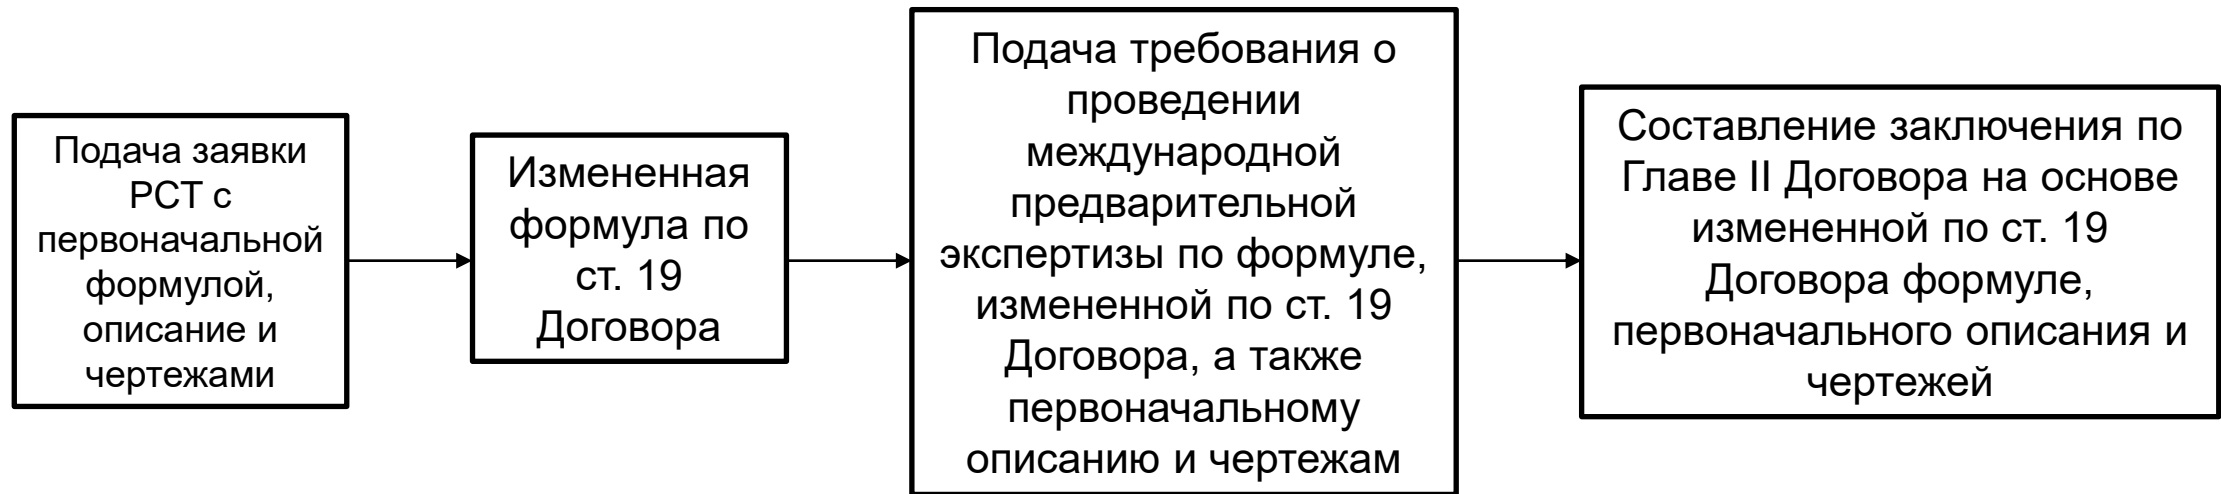 Подача заявки
PCT с
первоначальной
формулой,
описание и
чертежами
Измененная
формула по
ст. 19
Договора
Подача требования о
проведении
международной
предварительной
экспертизы по формуле,
измененной по ст. 19
Договора, а также
первоначальному
описанию и чертежам
Составление заключения по
Главе II Договора на основе
измененной по ст. 19
Договора формуле,
первоначального описания и
чертежей